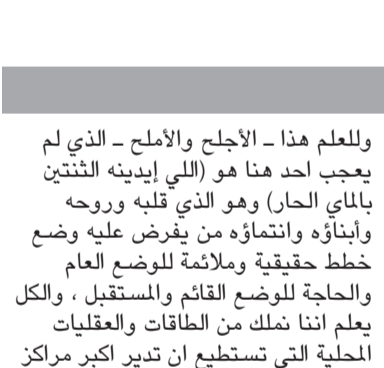 وللعلم هذا ـ الأجلح والأملح ـ الذي لم
يعجب احد هنا هو (اللي إيدينه الثنتين
بالماي الحار) وهو الذي قلبه وروحه
وأبناؤه وانتماؤه من يفرض عليه وضع
خطط حقيقية وملائمة للوضع العام
والحاجة للوضع القائم والمستقبل ، والكل
يعلم اننا نملك من الطاقات والعقليات
المحلية التي تستطيع ان تدير اكبر مراكز